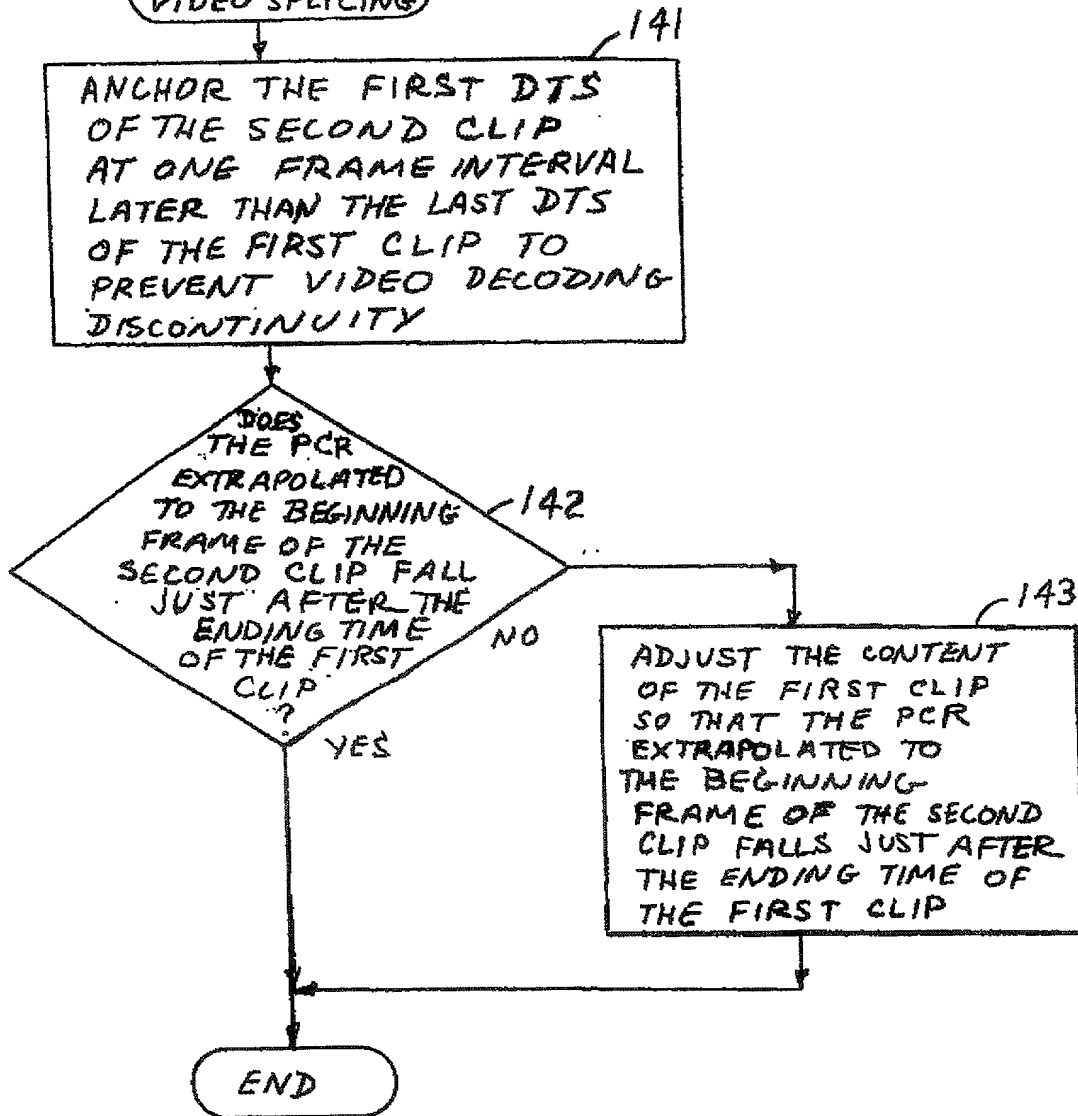 VIDEO SPLICING
141
ANCHOR THE FIRST DTS
OF THE SECOND CLIP
AT ONE FRAME INTERVAL
LATER THAN THE LAST DTS
OF THE FIRST CLIP TO
PREVENT VIDEO DECODING
DISCONTINUITY
DOES
THE PCR
EXTRAPOLATED
TO THE BEGINNING
FRAME OF THE
SECOND CLIP FALL
JUST AFTER THE
ENDING TIME
OF THE FIRST
CLIP
?
142
NO
YES
143
ADJUST THE CONTENT
OF THE FIRST CLIP
SO THAT THE PCR
EXTRAPOLATED TO
THE BEGINNING
FRAME OF THE SECOND
CLIP FALLS JUST AFTER
THE ENDING TIME OF
THE FIRST CLIP
END